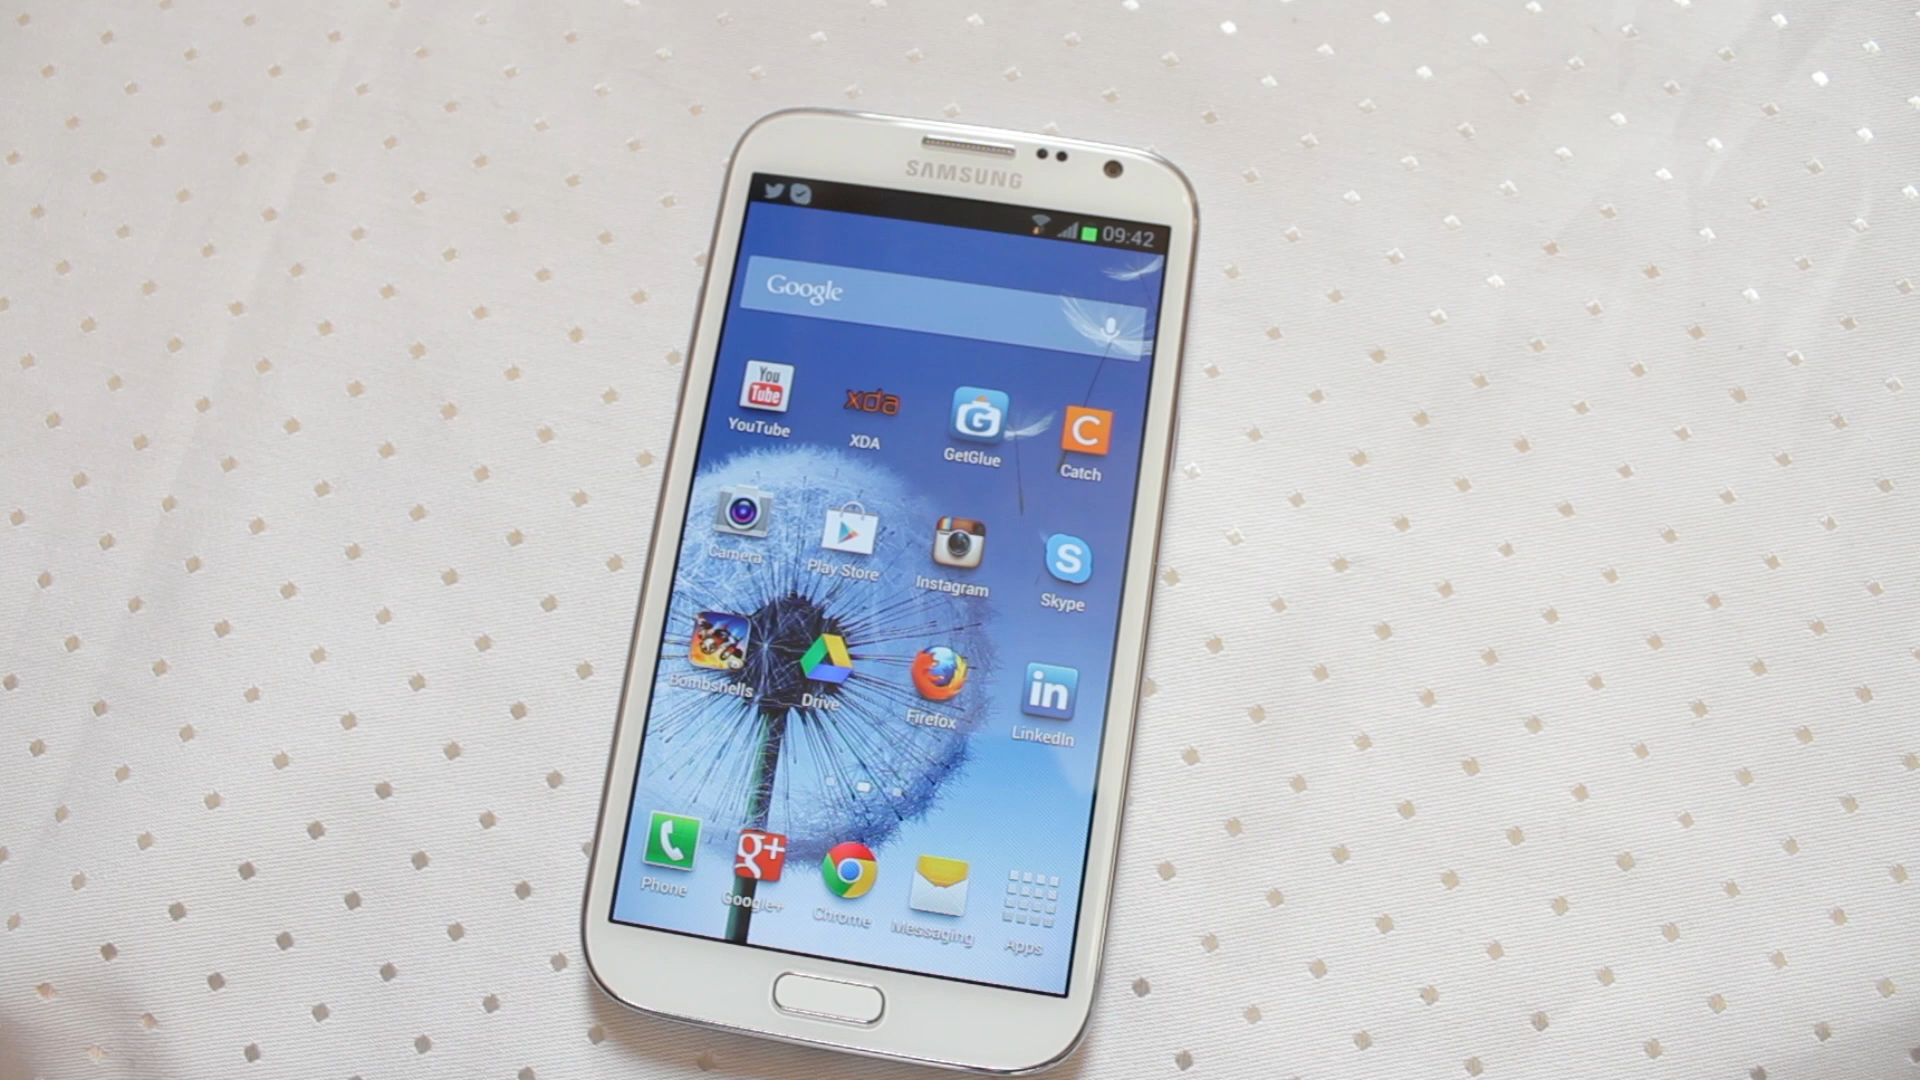 SAMSUNG
09:42
Google
You
Tube
xda
G
C
YouTube
XDA
GetGlue
Catch
S
Camera
Play Store
Instagram
Skype
in
Bombshells
Drive
Firefox
LinkedIn
g+
Phone
Google+
Chrome
Messaging
Apps